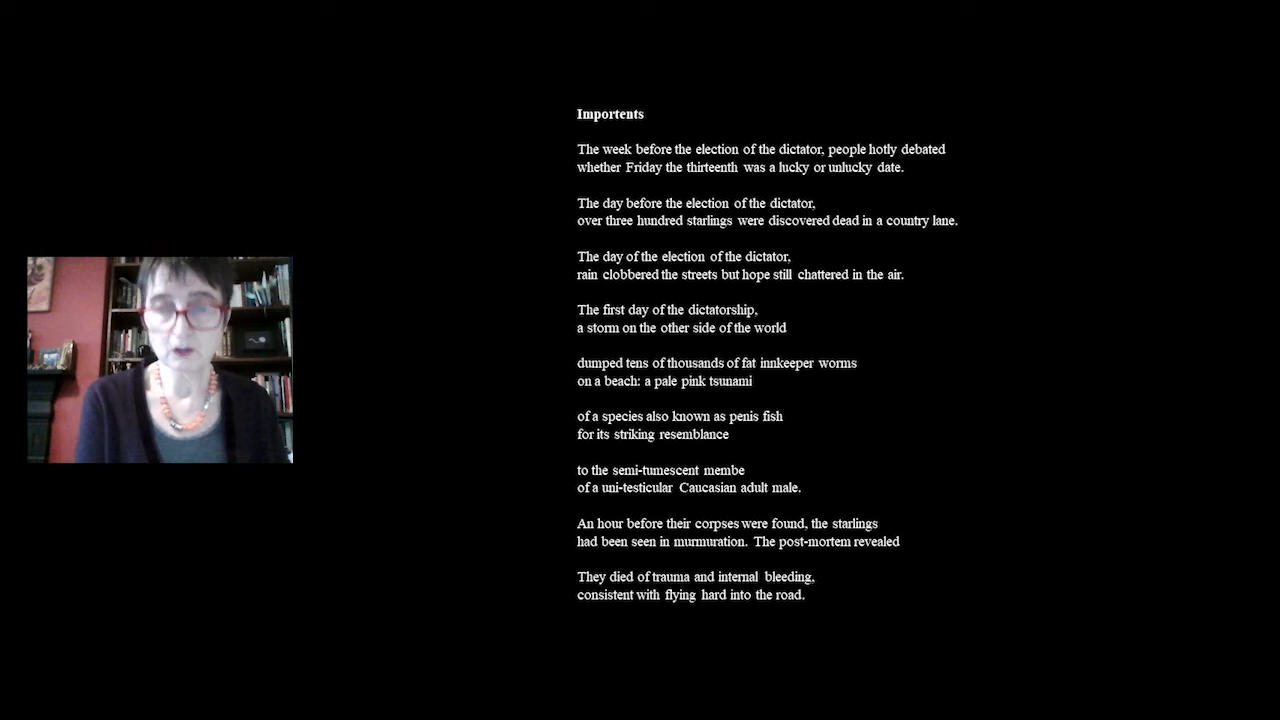 Importents
The week before the election of the dictator, people hotly debated
whether Friday the thirteenth was a lucky or unlucky date.
The day before the election of the dictator,
over three hundred starlings were discovered dead in a country lane.
The day of the election of the dictator,
rain clobbered the streets but hope still chattered in the air.
The first day of the dictatorship,
a storm on the other side of the world
dumped tens of thousands of fat innkeeper worms
on a beach: a pale pink tsunami
of a species also known as penis fish
for its striking resemblance
to the semi-tumescent membe
of a uni-testicular Caucasian adult male.
An hour before their corpses were found, the starlings
had been seen in murmuration. The post-mortem revealed
They died of trauma and internal bleeding,
consistent with flying hard into the road.